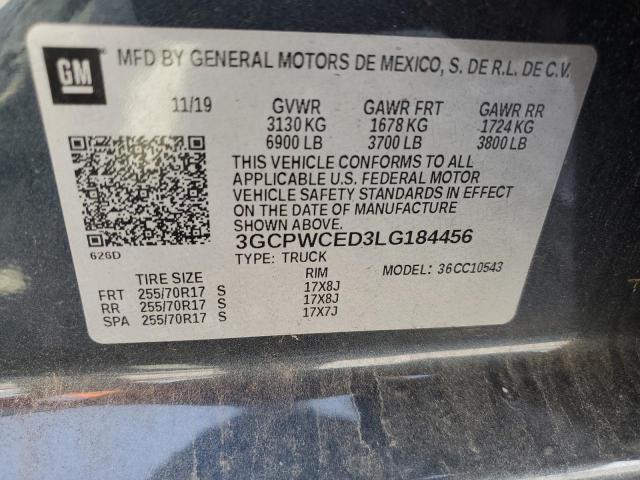 GM
MFD BY GENERAL MOTORS DE MEXICO, S. DE R.L. DE C.V.
11/19 GVWR GAWR FRT GAWR RR
3130 KG 1678 KG 1724 KG
6900 LB 3700 LB 3800 LB
THIS VEHICLE CONFORMS TO ALL
APPLICABLE U.S. FEDERAL MOTOR
VEHICLE SAFETY STANDARDS IN EFFECT
ON THE DATE OF MANUFACTURE
SHOWN ABOVE.
3GCPWCED3LG184456
626D TYPE: TRUCK MODEL: 36CC10543
TIRE SIZE RIM
FRT 255/70R17 S 17X8J
RR 255/70R17 S 17X8J
SPA 255/70R17 S 17X7J